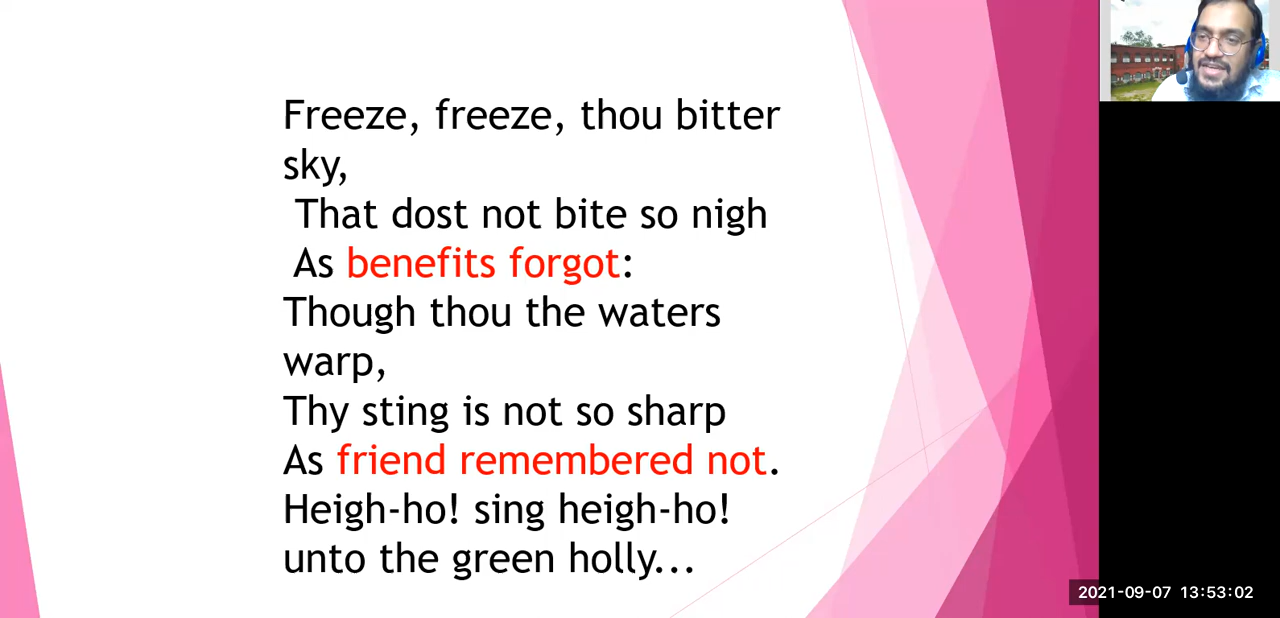 Freeze, freeze, thou bitter
sky,
That dost not bite so nigh
As benefits forgot:
Though thou the waters
warp,
Thy sting is not so sharp
As friend remembered not.
Heigh-ho! sing heigh-ho!
unto the green holly...
2021-09-07 13:53:02